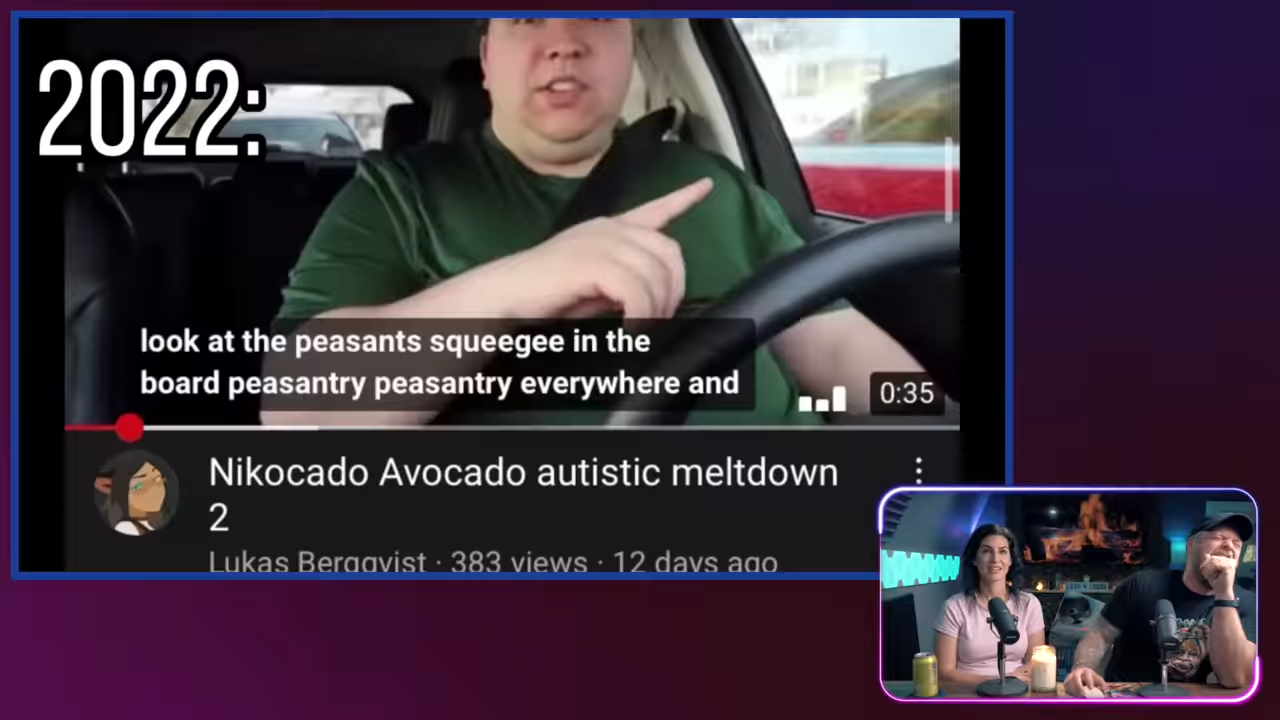 2022:
look at the peasants squeegee in the
board peasantry peasantry everywhere and
0:35
Nikocado Avocado autistic meltdown
2
Lukas Bergqvist · 383 views · 12 days ago